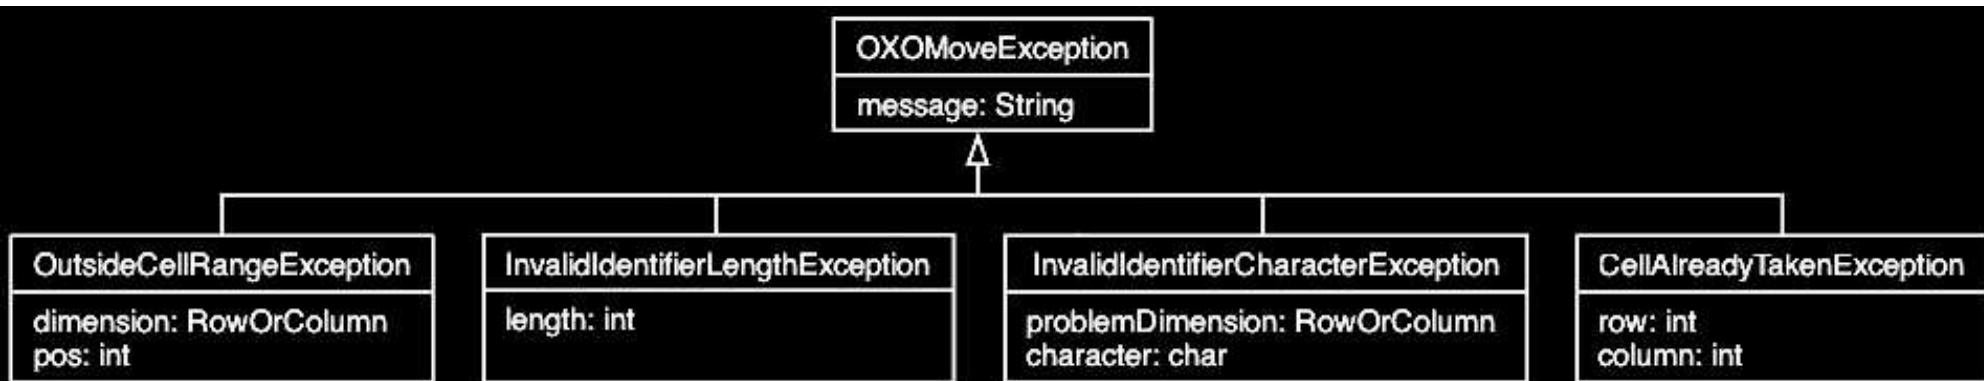 OXOMoveException
message: String
OutsideCellRangeException
dimension: RowOrColumn
pos: int
InvalidIdentifierLengthException
length: int
InvalidIdentifierCharacterException
problemDimension: RowOrColumn
character: char
CellAlreadyTakenException
row: int
column: int